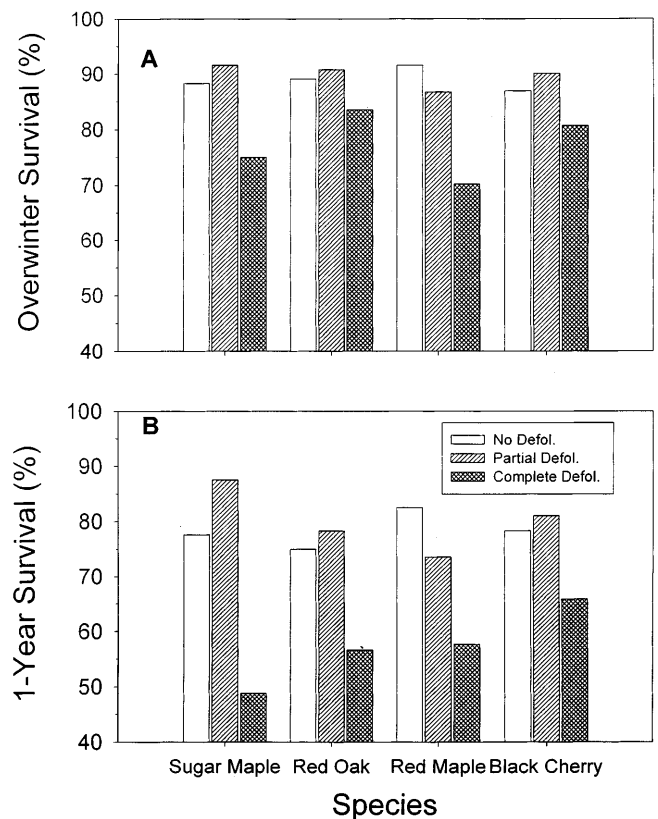 Overwinter Survival (%)
100
90
80
70
60
50
40
A
1-Year Survival (%)
100
90
80
70
60
50
40
B
No Defol.
Partial Defol.
Complete Defol.
Sugar Maple Red Oak Red Maple Black Cherry
Species